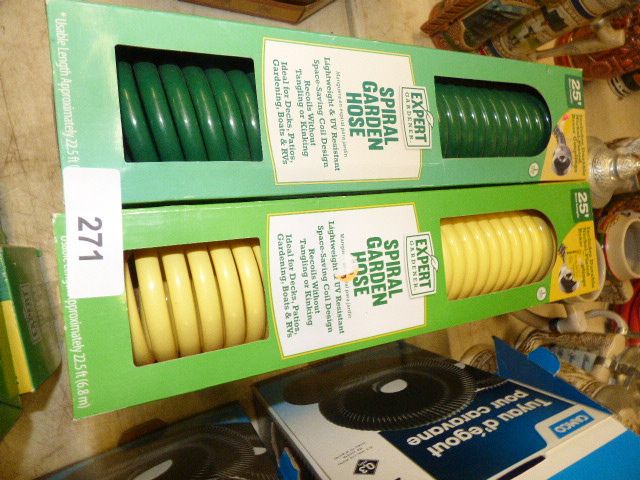 25'
EXPERT
GARDENER
SPIRAL
GARDEN
HOSE
Lightweight & UV Resistant
Space-Saving Coil Design
Recoils Without
Tangling or Kinking
Ideal for Decks, Patios,
Gardening, Boats & RVs
*Usable Length Approximately 22.5 ft
271
25'
EXPERT
GARDENER
SPIRAL
GARDEN
HOSE
Lightweight & UV Resistant
Space-Saving Coil Design
Recoils Without
Tangling or Kinking
Ideal for Decks, Patios,
Gardening, Boats & RVs
Approximately 22.5 ft (6.8 m)
CAMCO
Tuyau d'égout
pour caravane
0.3